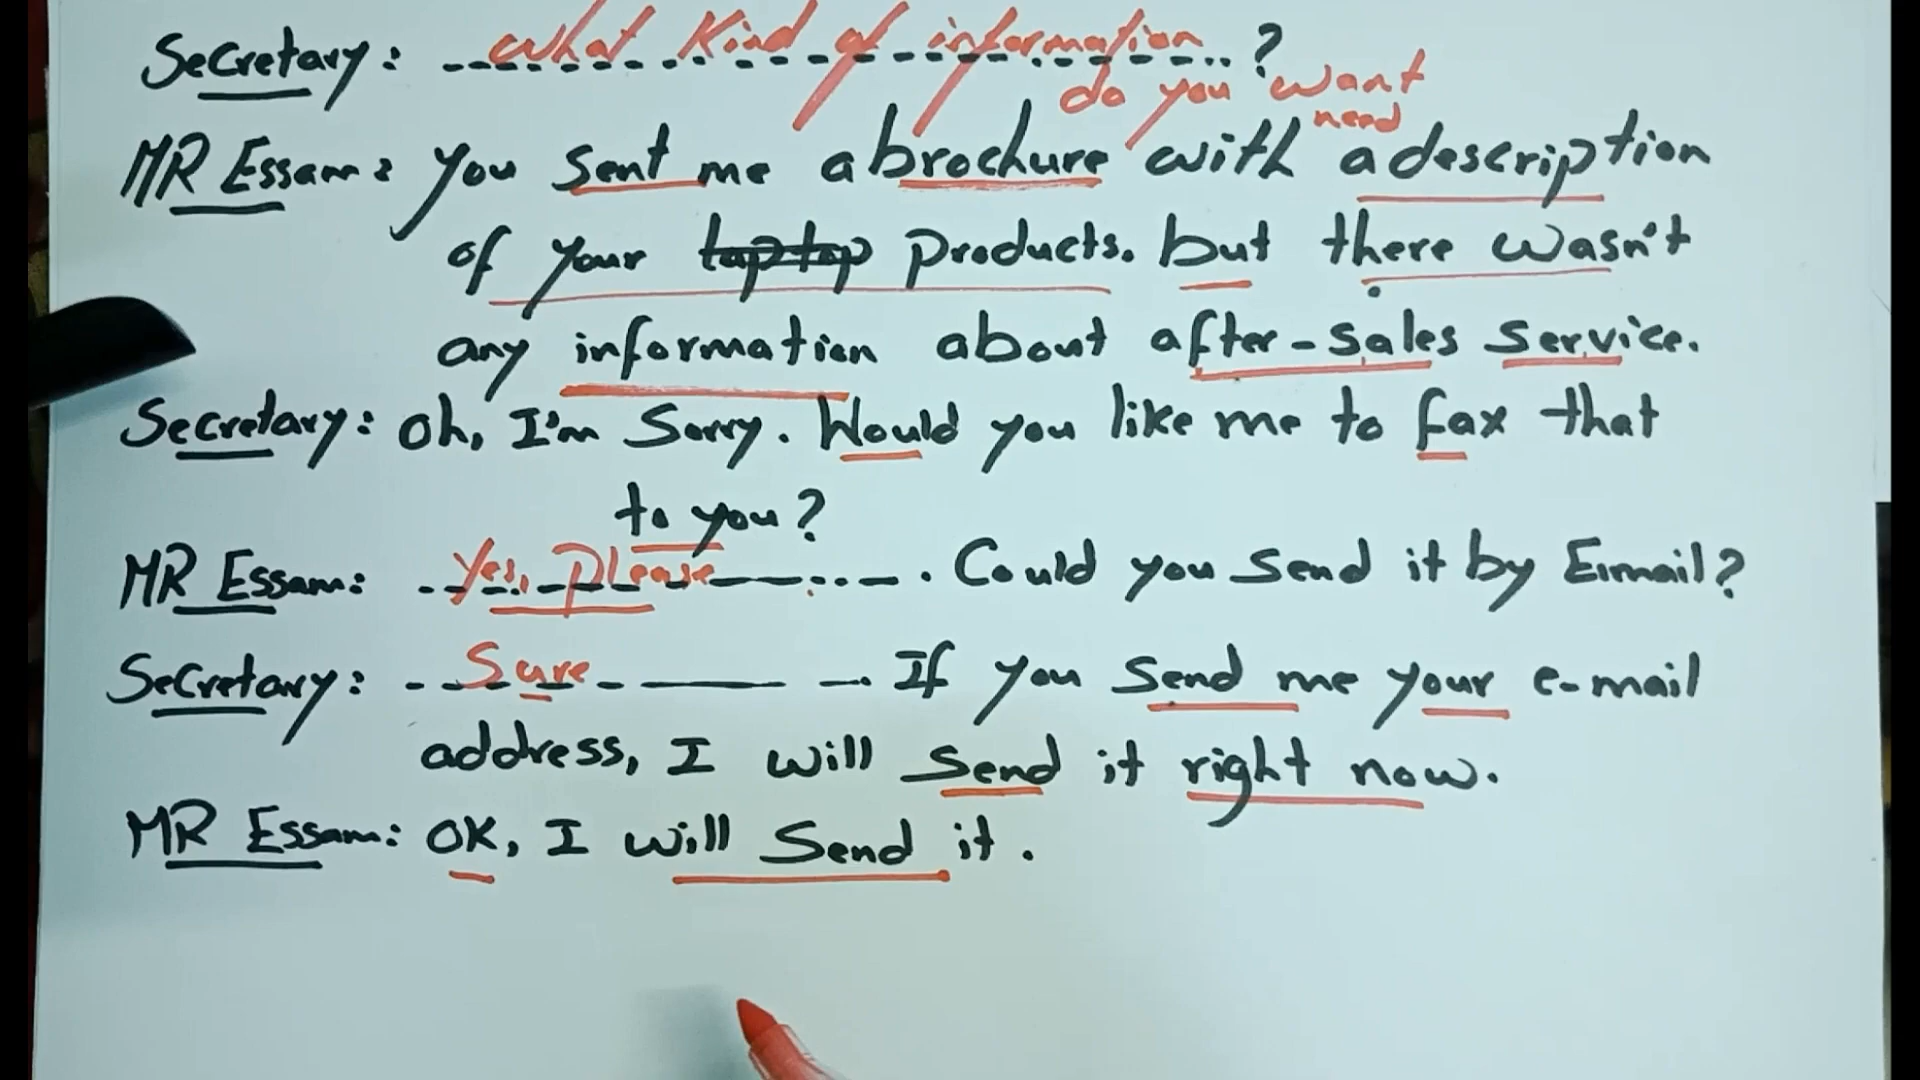 Secretary: what Kind of information ?
do you want
need
MR Essam: You sent me a brochure with a description
of your laptop products. but there wasn't
any information about after-sales service.
Secretary: oh, I'm Sorry. Would you like me to fax that
to you?
MR Essam: Yes, please . Could you send it by Email?
Secretary: Sure . If you send me your e-mail
address, I will send it right now.
MR Essam: OK, I will send it.